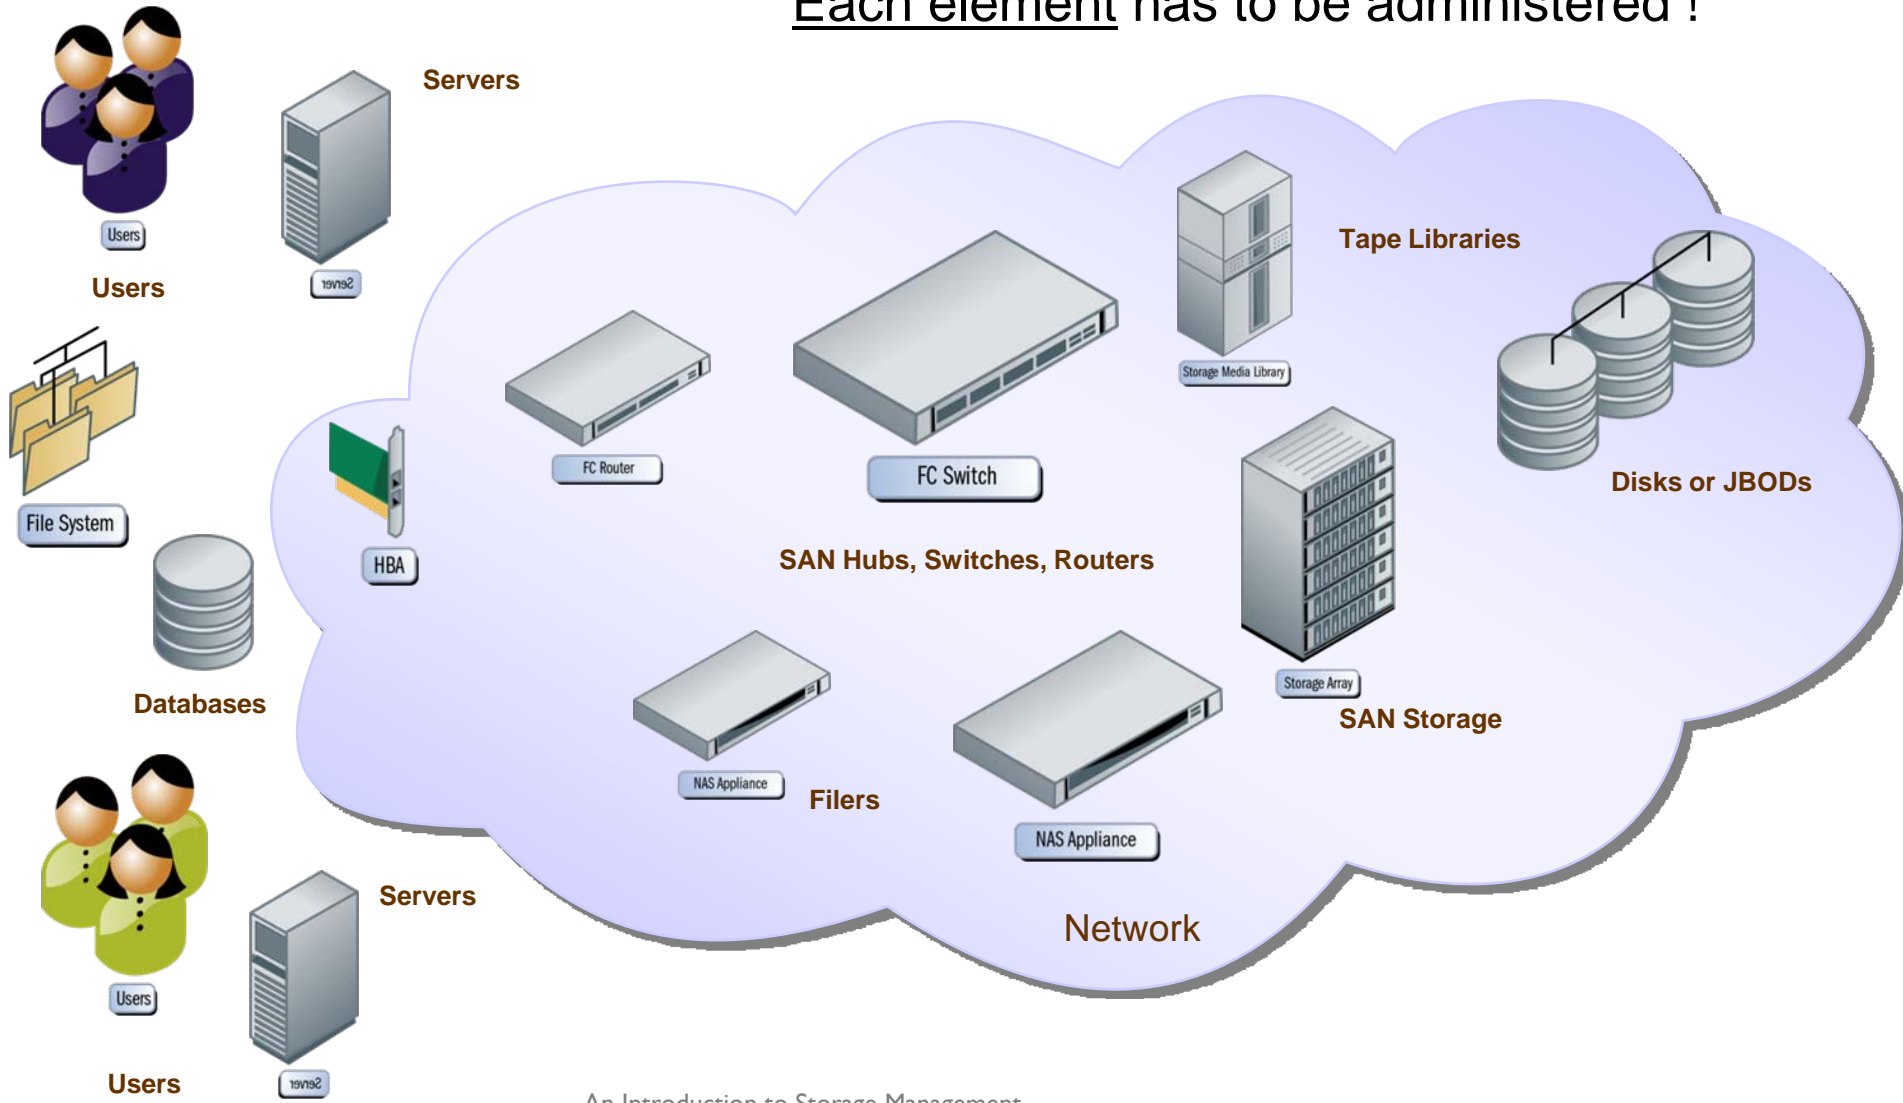 Each element has to be administered !
Servers
Users
Users
Server
Tape Libraries
Storage Media Library
File System
HBA
FC Router
FC Switch
SAN Hubs, Switches, Routers
Disks or JBODs
Databases
Storage Array
SAN Storage
NAS Appliance
Filers
NAS Appliance
Network
Servers
Users
Users
Server
An Introduction to Storage Management